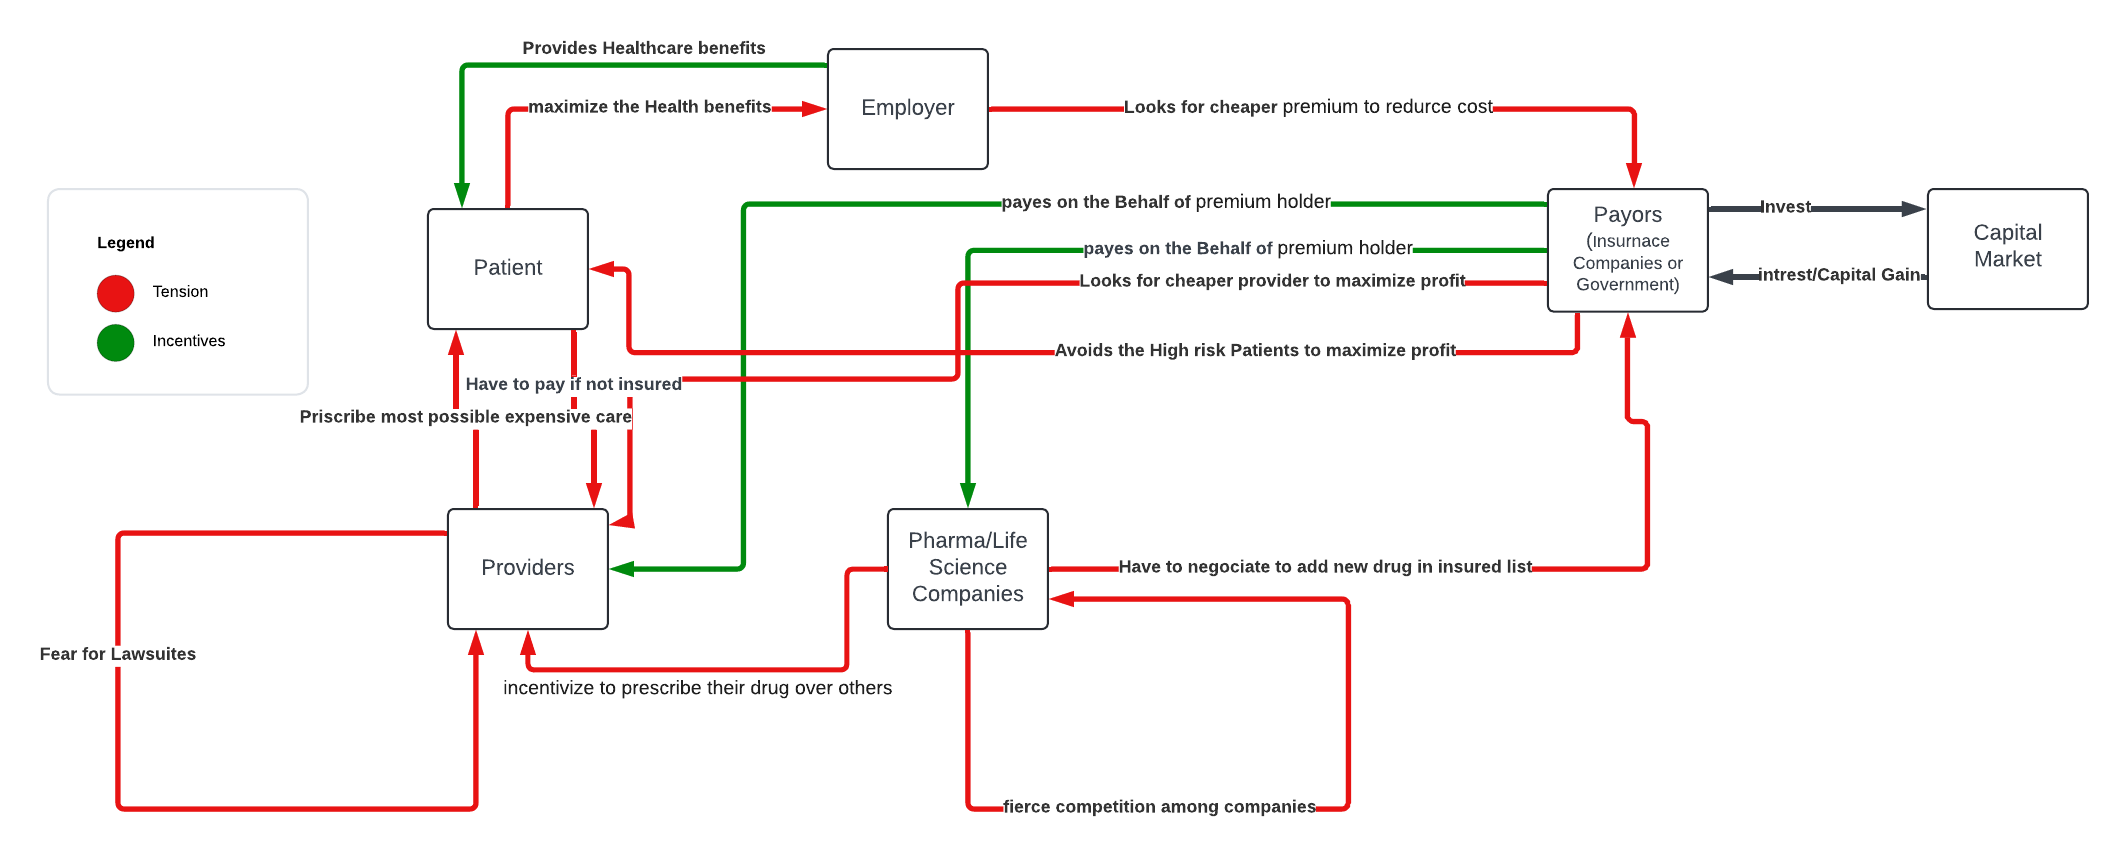 Provides Healthcare benefits
maximize the Health benefits
Employer
Looks for cheaper premium to redurce cost
Legend
Tension
Incentives
Patient
payes on the Behalf of premium holder
payes on the Behalf of premium holder
Looks for cheaper provider to maximize profit
Avoids the High risk Patients to maximize profit
Payors
(Insurnace
Companies or
Government)
Invest
intrest/Capital Gain
Capital
Market
Have to pay if not insured
Priscribe most possible expensive care
Providers
Pharma/Life
Science
Companies
Have to negociate to add new drug in insured list
Fear for Lawsuites
incentivize to prescribe their drug over others
fierce competition among companies